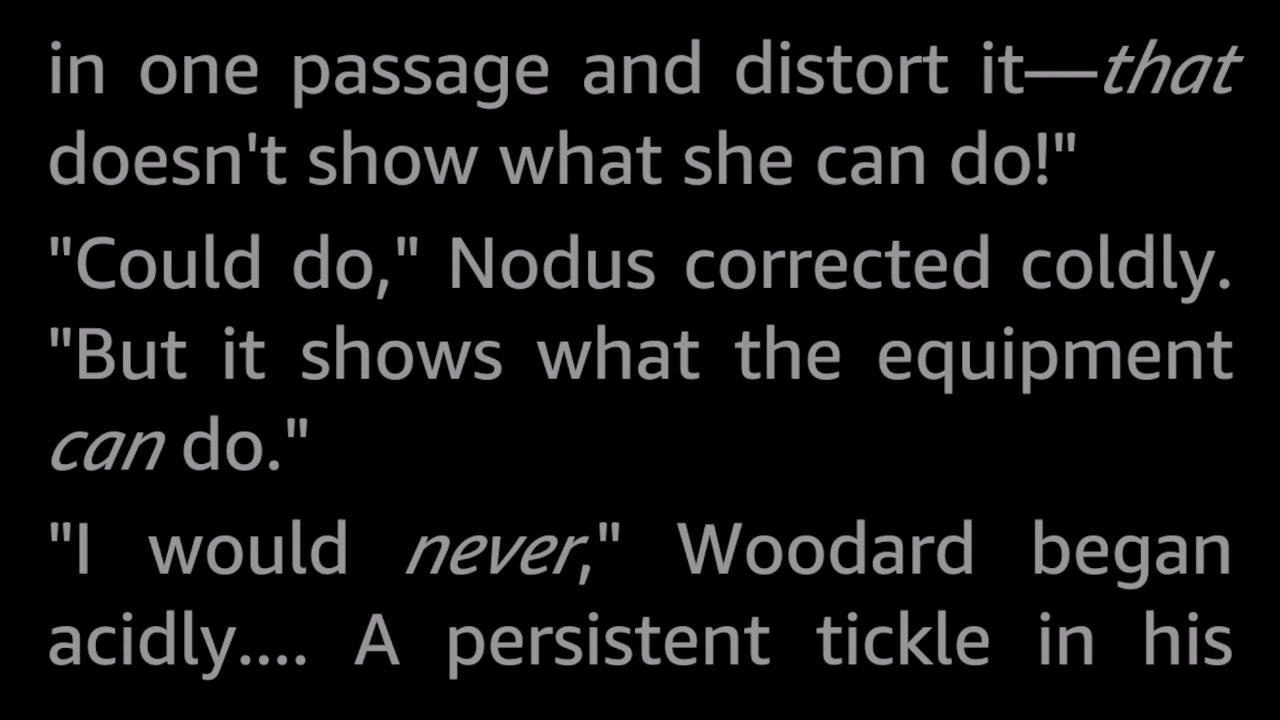 in one passage and distort it—that
doesn't show what she can do!"
"Could do," Nodus corrected coldly.
"But it shows what the equipment
can do."
"I would never," Woodard began
acidly.... A persistent tickle in his